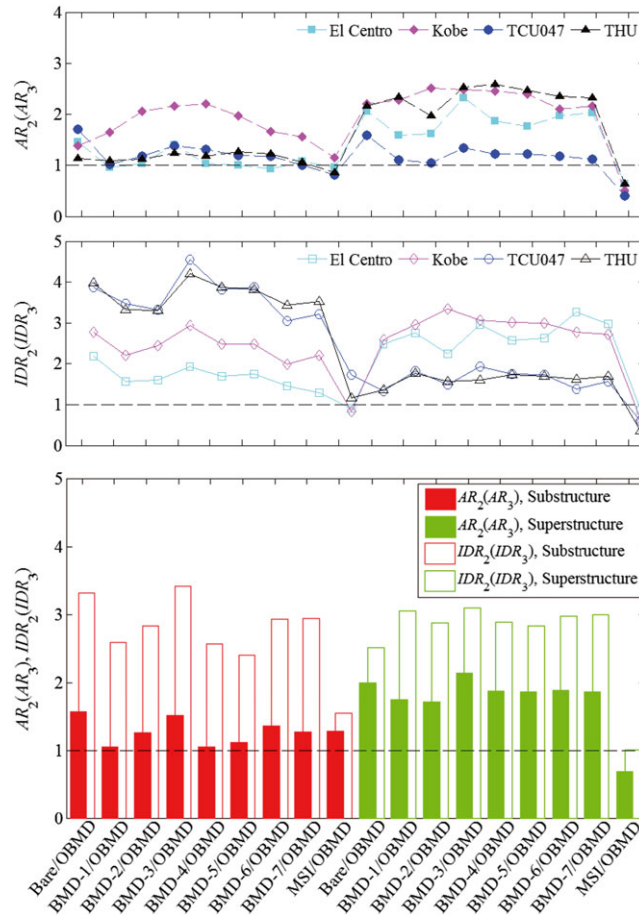 El Centro Kobe TCU047 THU
4
3
2
1
0
AR2(AR3)
El Centro Kobe TCU047 THU
5
4
3
2
1
0
IDR2(IDR3)
5
4
3
2
1
0
AR2(AR3), IDR2(IDR3)
AR2(AR3), Substructure
AR2(AR3), Superstructure
IDR2(IDR3), Substructure
IDR2(IDR3), Superstructure
Bare/OBMD
BMD-1/OBMD
BMD-2/OBMD
BMD-3/OBMD
BMD-4/OBMD
BMD-5/OBMD
BMD-6/OBMD
BMD-7/OBMD
MS1/OBMD
Bare/OBMD
BMD-1/OBMD
BMD-2/OBMD
BMD-3/OBMD
BMD-4/OBMD
BMD-5/OBMD
BMD-6/OBMD
BMD-7/OBMD
MS1/OBMD